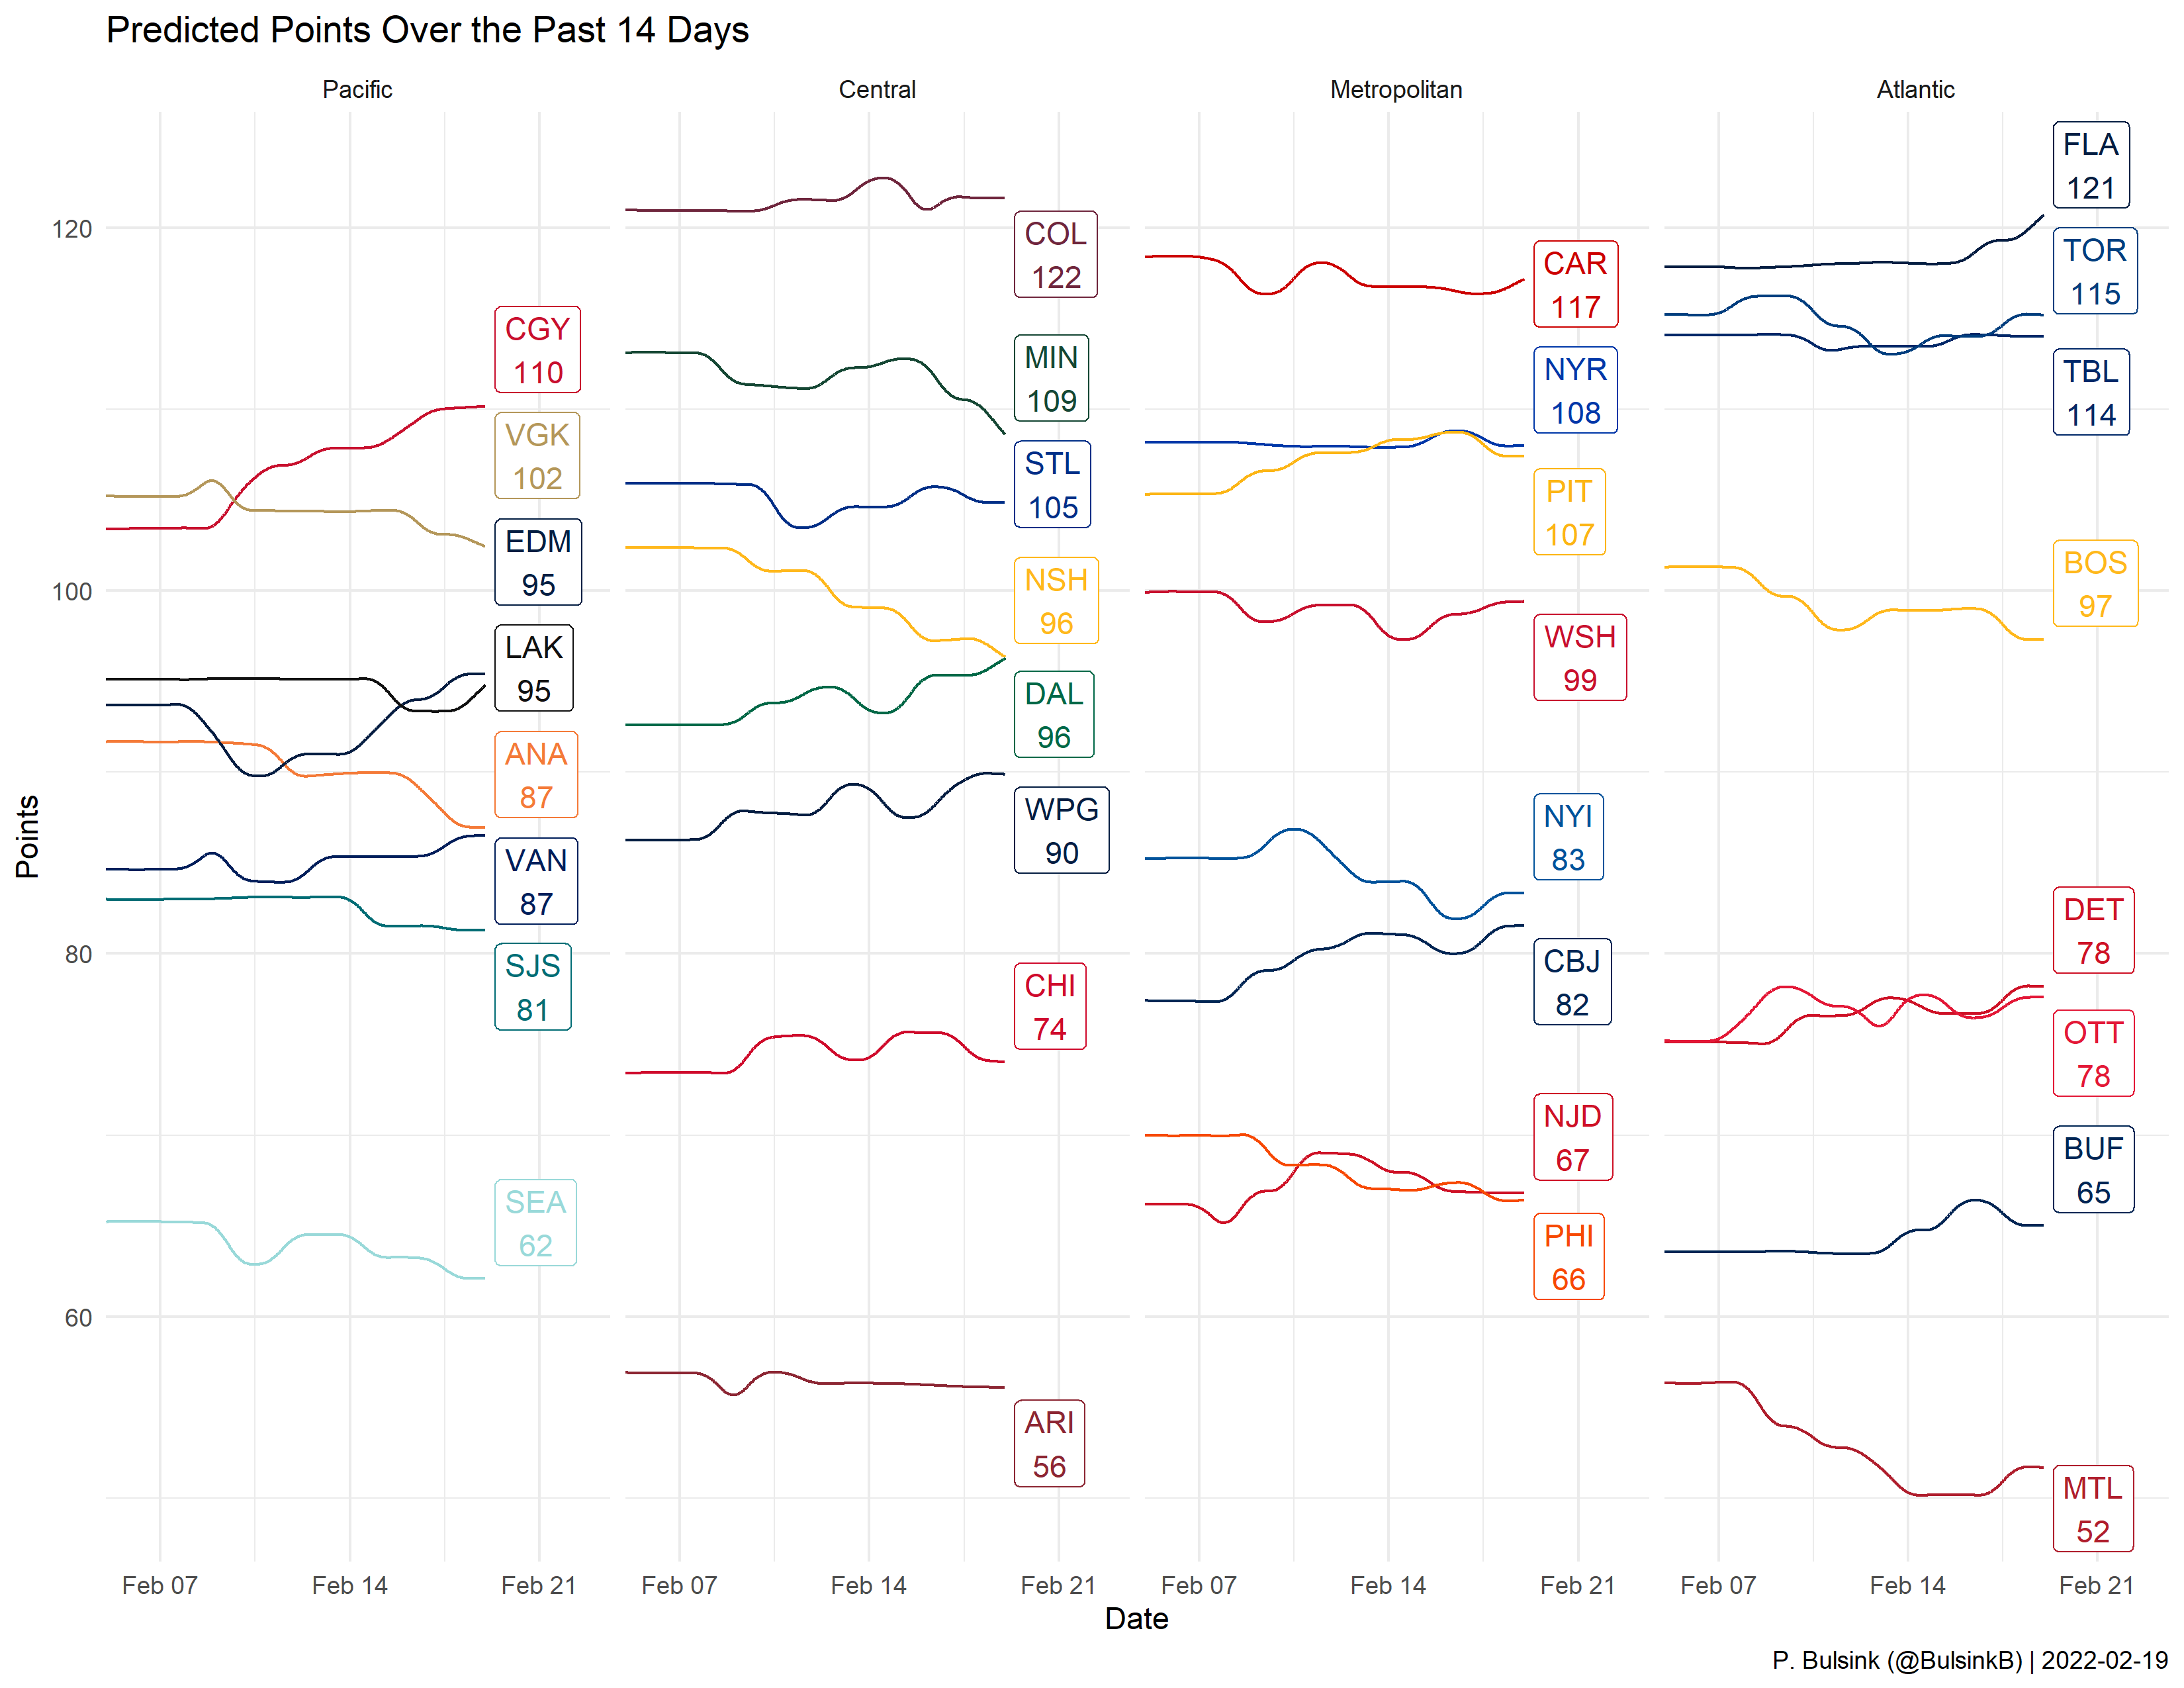 Predicted Points Over the Past 14 Days
Pacific
Central
Metropolitan
Atlantic
Points
120
100
80
60
CGY
110
VGK
102
EDM
95
LAK
95
ANA
87
VAN
87
SJS
81
SEA
62
COL
122
MIN
109
STL
105
NSH
96
DAL
96
WPG
90
CHI
74
ARI
56
CAR
117
NYR
108
PIT
107
WSH
99
NYI
83
CBJ
82
NJD
67
PHI
66
FLA
121
TOR
115
TBL
114
BOS
97
DET
78
OTT
78
BUF
65
MTL
52
Feb 07 Feb 14 Feb 21 Feb 07 Feb 14 Feb 21 Feb 07 Feb 14 Feb 21 Feb 07 Feb 14 Feb 21
Date
P. Bulsink (@BulsinkB) | 2022-02-19